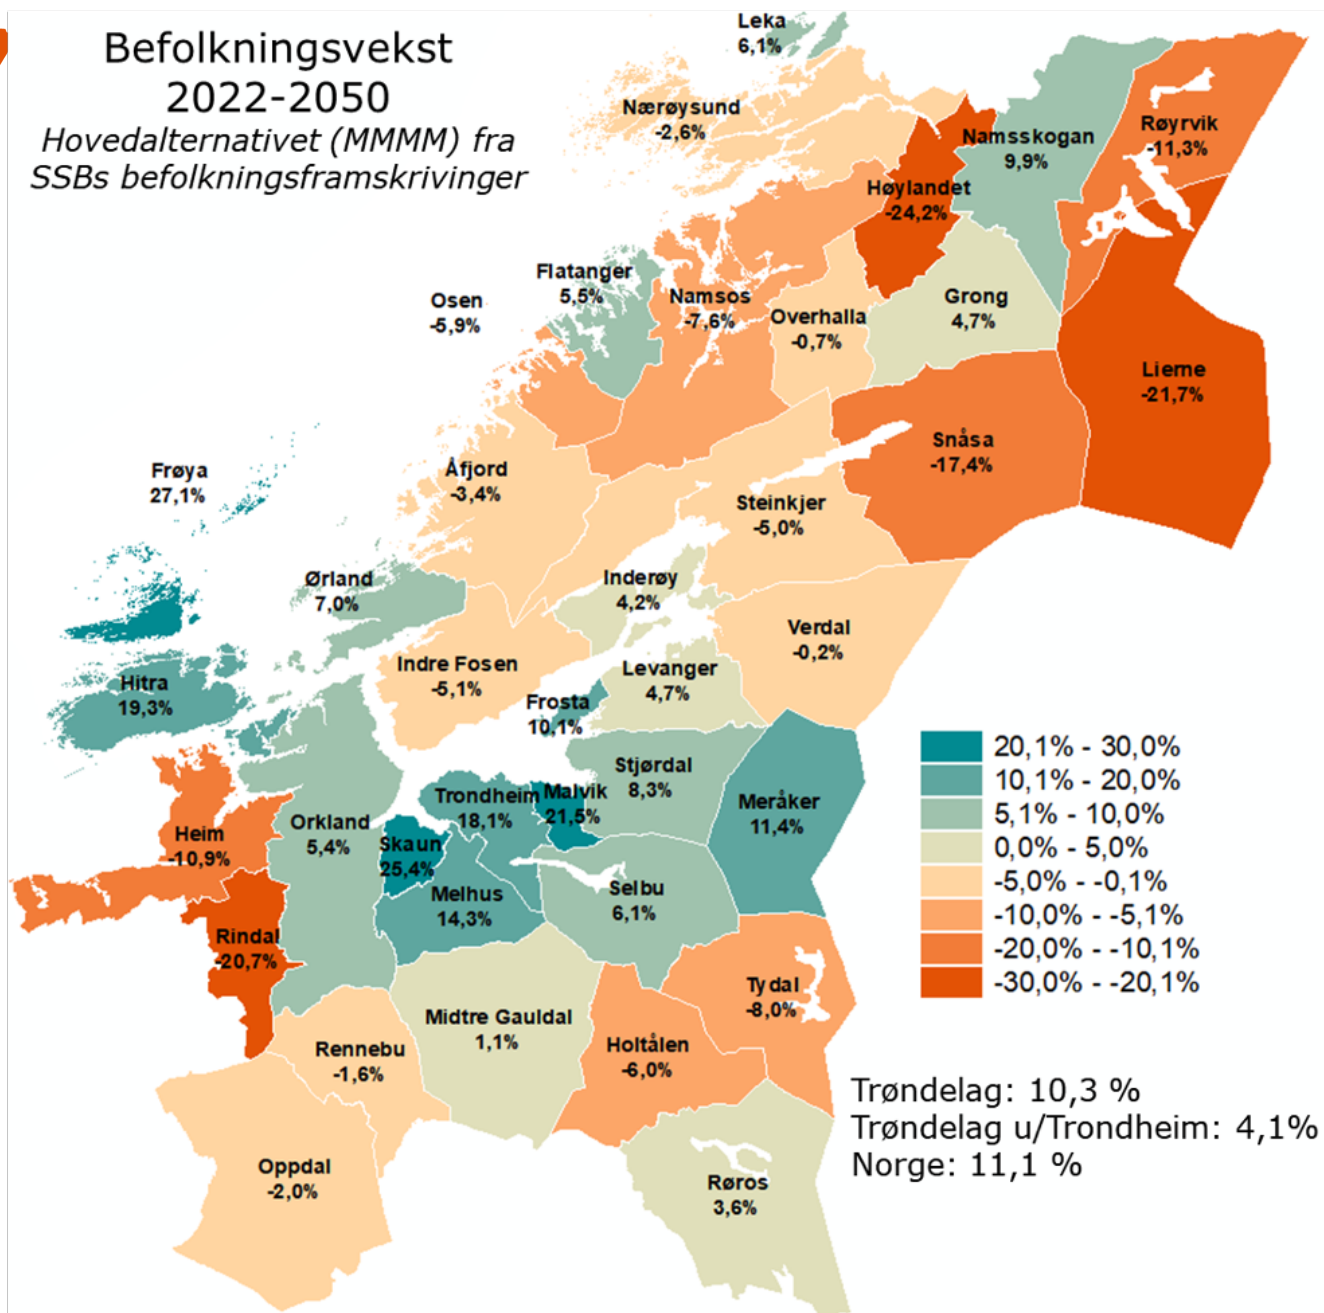 Befolkningsvekst
2022-2050
Hovedalternativet (MMMM) fra
SSBs befolkningsframskrivinger
Leka
6,1%
Nærøysund
-2,6%
Namsskogan
9,9%
Røyrvik
-11,3%
Høylandet
-24,2%
Flatanger
5,5%
Osen
-5,9%
Namsos
-7,6%
Overhalla
-0,7%
Grong
4,7%
Lierne
-21,7%
Snåsa
-17,4%
Frøya
27,1%
Åfjord
-3,4%
Steinkjer
-5,0%
Ørland
7,0%
Inderøy
4,2%
Verdal
-0,2%
Indre Fosen
-5,1%
Levanger
4,7%
Hitra
19,3%
Frosta
10,1%
Stjørdal
8,3%
Meråker
11,4%
Trondheim
18,1%
Malvik
21,5%
Heim
-10,9%
Orkland
5,4%
Skaun
25,4%
Melhus
14,3%
Selbu
6,1%
Rindal
-20,7%
Tydal
-8,0%
Midtre Gauldal
1,1%
Holtålen
-6,0%
Rennebu
-1,6%
Oppdal
-2,0%
Røros
3,6%
20,1% - 30,0%
10,1% - 20,0%
5,1% - 10,0%
0,0% - 5,0%
-5,0% - -0,1%
-10,0% - -5,1%
-20,0% - -10,1%
-30,0% - -20,1%
Trøndelag: 10,3 %
Trøndelag u/Trondheim: 4,1%
Norge: 11,1 %